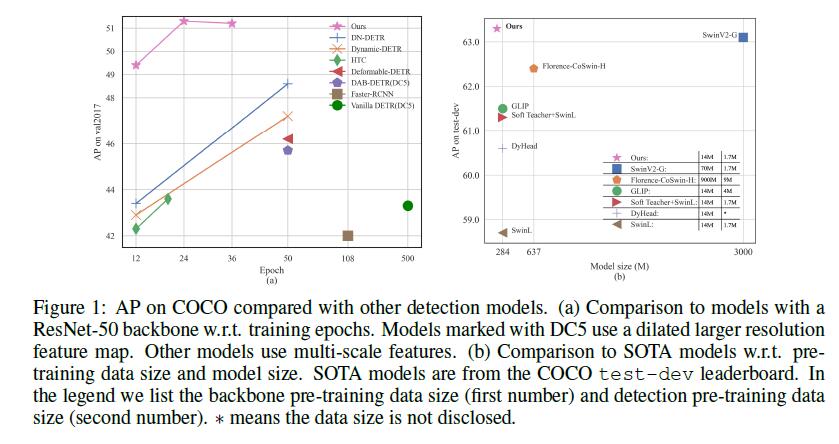 51
50
49
48
46
44
42
AP on val2017
12
24
36
50
108
500
Epoch
(a)
Ours
DN-DETR
Dynamic-DETR
HTC
Deformable-DETR
DAB-DETR(DC5)
Faster-RCNN
Vanilla DETR(DC5)
63.0
62.0
61.0
60.0
59.0
AP on test-dev
Ours
SwinV2-G
Florence-CoSwin-H
GLIP
Soft Teacher+SwinL
DyHead
SwinL
Ours: 14M 1.7M
SwinV2-G: 70M 1.7M
Florence-CoSwin-H: 900M 9M
GLIP: 14M 4M
Soft Teacher+SwinL: 14M 1.7M
DyHead: 14M *
SwinL: 14M 1.7M
284
637
3000
Model size (M)
(b)
Figure 1: AP on COCO compared with other detection models. (a) Comparison to models with a
ResNet-50 backbone w.r.t. training epochs. Models marked with DC5 use a dilated larger resolution
feature map. Other models use multi-scale features. (b) Comparison to SOTA models w.r.t. pre-
training data size and model size. SOTA models are from the COCO test-dev leaderboard. In
the legend we list the backbone pre-training data size (first number) and detection pre-training data
size (second number). * means the data size is not disclosed.